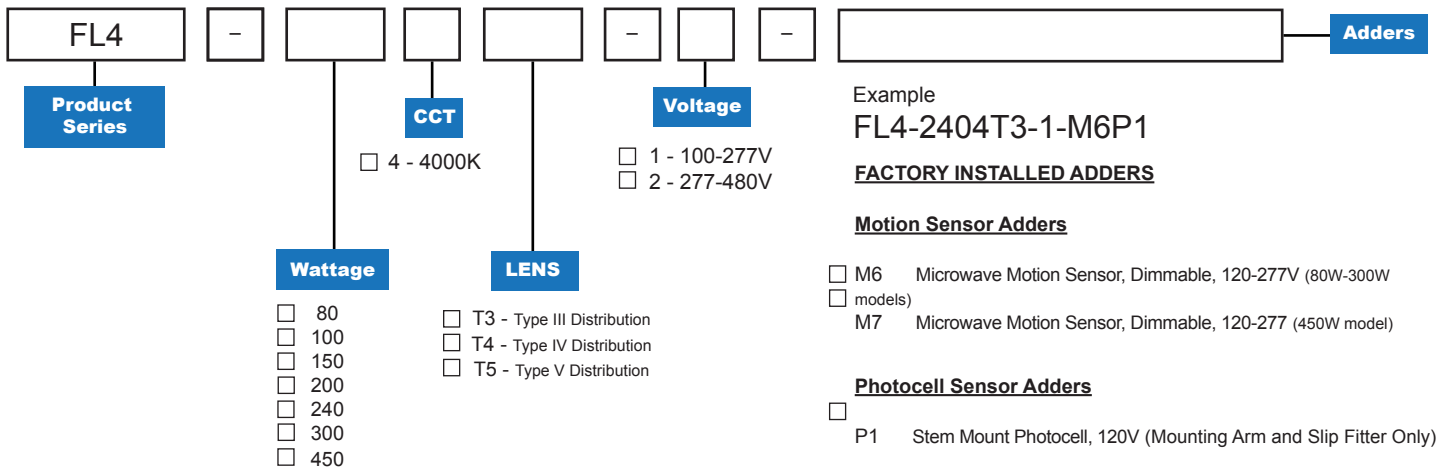 FL4 – – – Adders
Product
Series
CCT
Voltage
4 - 4000K
1 - 100-277V
2 - 277-480V
Wattage
80
100
150
200
240
300
450
LENS
T3 - Type III Distribution
T4 - Type IV Distribution
T5 - Type V Distribution
Example
FL4-2404T3-1-M6P1
FACTORY INSTALLED ADDERS
Motion Sensor Adders
M6 Microwave Motion Sensor, Dimmable, 120-277V (80W-300W
models)
M7 Microwave Motion Sensor, Dimmable, 120-277 (450W model)
Photocell Sensor Adders
P1 Stem Mount Photocell, 120V (Mounting Arm and Slip Fitter Only)